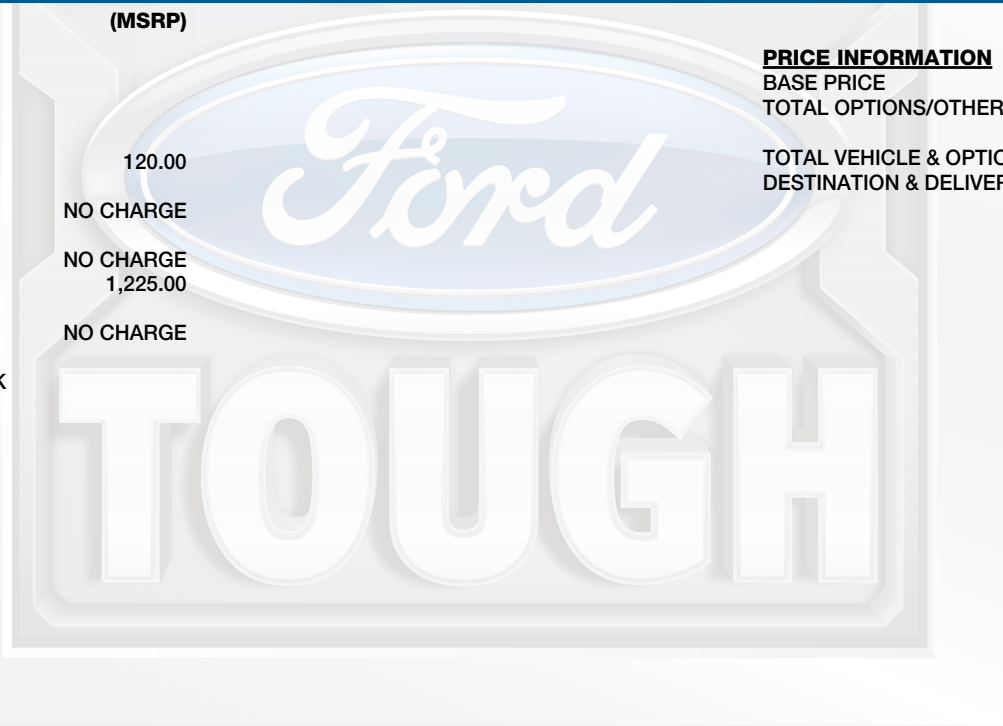 (MSRP)
120.00
NO CHARGE
NO CHARGE
1,225.00
NO CHARGE
K
PRICE INFORMATION
BASE PRICE
TOTAL OPTIONS/OTHER
TOTAL VEHICLE & OPTIO
DESTINATION & DELIVER
Ford
TOUGH